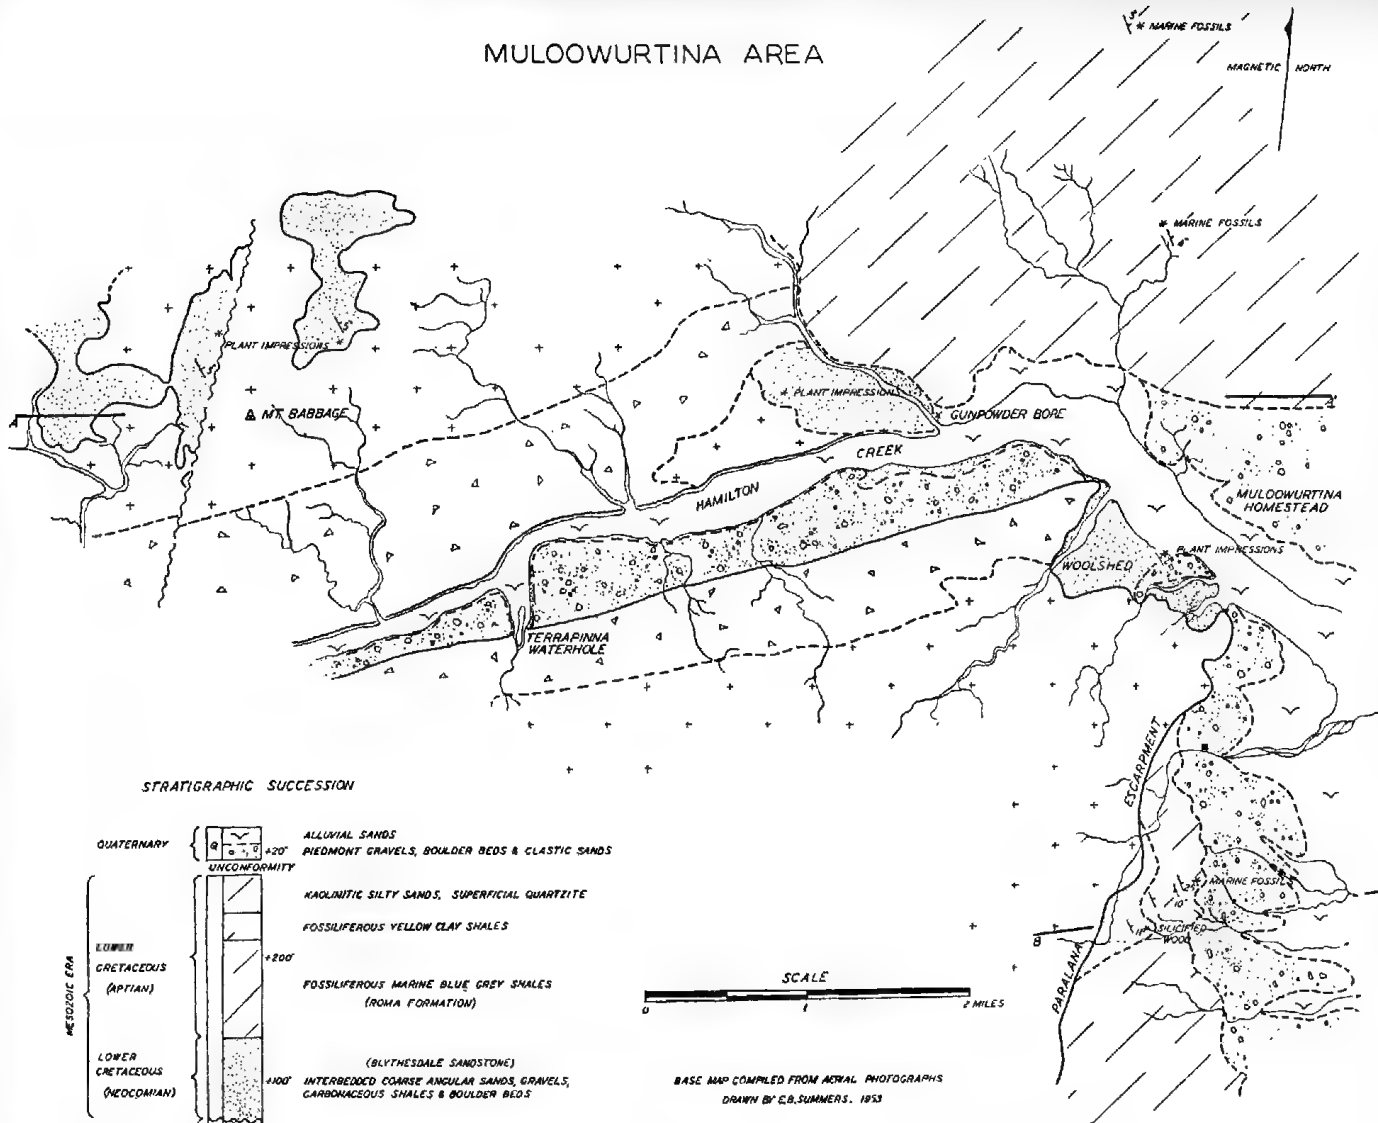 MULOOWURTINA AREA
MARINE FOSSILS
MAGNETIC NORTH
MARINE FOSSILS
PLANT IMPRESSIONS
MT. BABBAGE
PLANT IMPRESSIONS
GUNPOWDER BORE
CREEK
HAMILTON
MULOOWURTINA
HOMESTEAD
PLANT IMPRESSIONS
WOOLSHED
TERRAPINNA
WATERHOLE
ESCARPMENT
PARALANA
MARINE FOSSILS
SILICIFIED
WOOD
B
STRATIGRAPHIC SUCCESSION
QUATERNARY
Q
ALLUVIAL SANDS
+20'
PIEDMONT GRAVELS, BOULDER BEDS & CLASTIC SANDS
UNCONFORMITY
KAOLINITIC SILTY SANDS, SUPERFICIAL QUARTZITE
FOSSILIFEROUS YELLOW CLAY SHALES
MESOZOIC ERA
LOWER
CRETACEOUS
(APTIAN)
+200'
FOSSILIFEROUS MARINE BLUE GREY SHALES
(ROMA FORMATION)
LOWER
CRETACEOUS
(NEOCOMIAN)
+100'
(BLYTHESDALE SANDSTONE)
INTERBEDDED COARSE ANGULAR SANDS, GRAVELS,
CARBONACEOUS SHALES & BOULDER BEDS
SCALE
0 1 2 MILES
BASE MAP COMPILED FROM AERIAL PHOTOGRAPHS
DRAWN BY E.B.SUMMERS. 1953